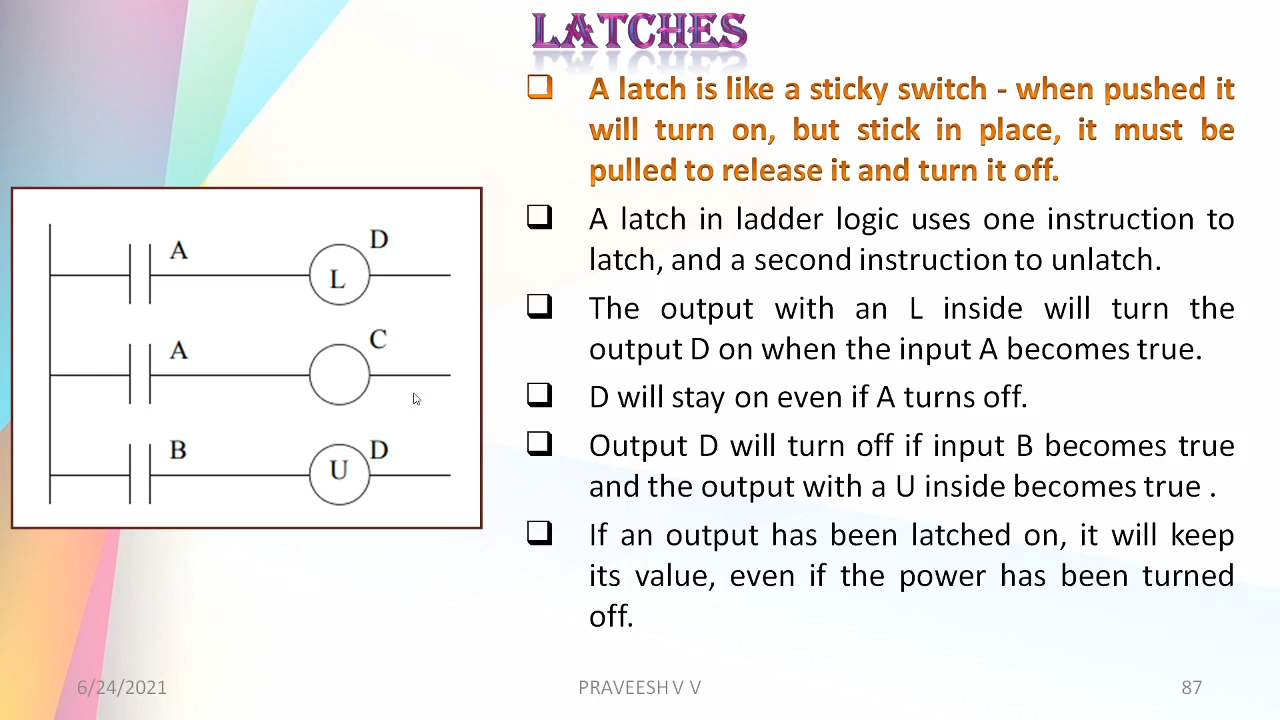 LATCHES
A latch is like a sticky switch - when pushed it
will turn on, but stick in place, it must be
pulled to release it and turn it off.
A latch in ladder logic uses one instruction to
latch, and a second instruction to unlatch.
The output with an L inside will turn the
output D on when the input A becomes true.
D will stay on even if A turns off.
Output D will turn off if input B becomes true
and the output with a U inside becomes true .
If an output has been latched on, it will keep
its value, even if the power has been turned
off.
A
D
L
A
C
B
D
U
6/24/2021
PRAVEESH V V
87